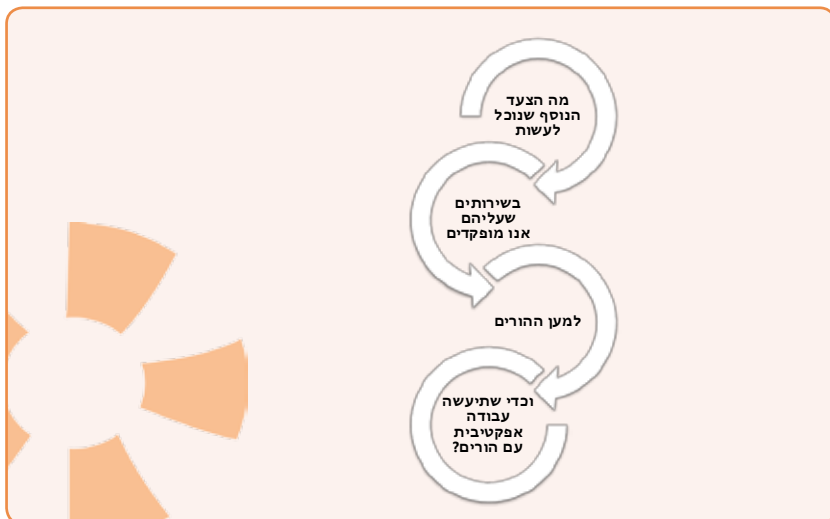 מה הצעד
הנוסף שנוכל
לעשות
בשירותים
שעליהם
אנו מופקדים
למען ההורים
וכדי שתיעשה
עבודה
אפקטיבית
עם הורים?